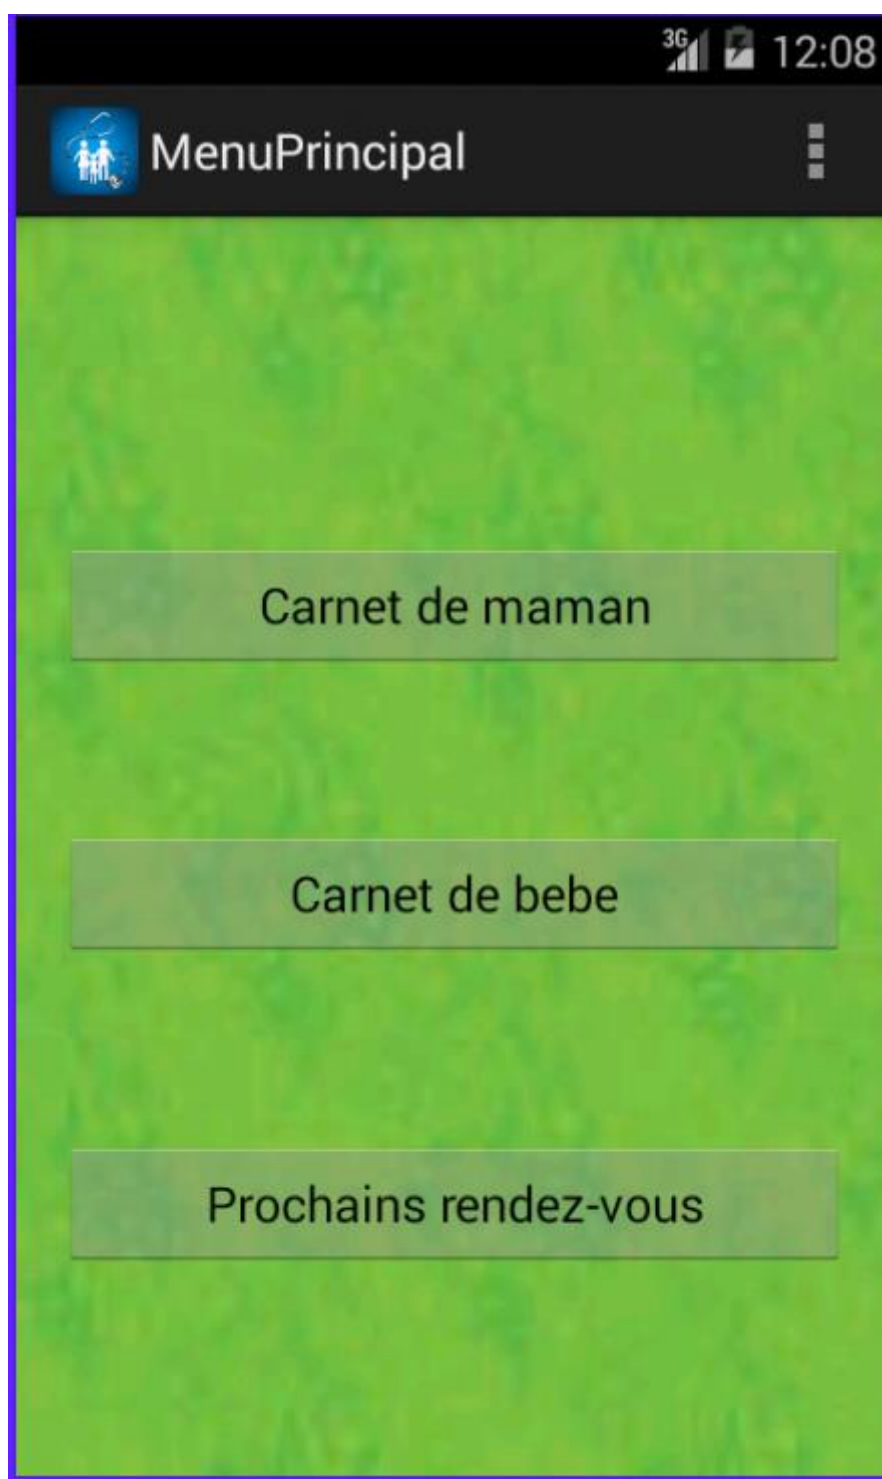 3G 12:08
MenuPrincipal
Carnet de maman
Carnet de bebe
Prochains rendez-vous